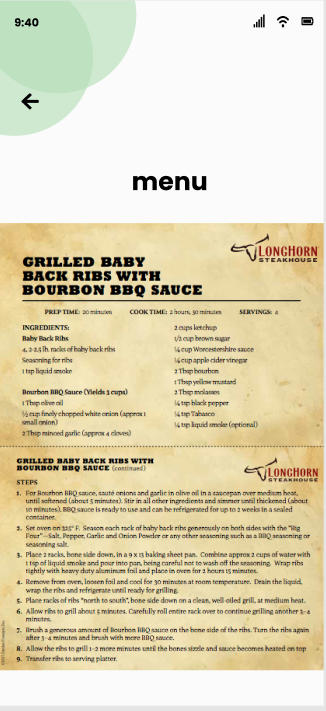 9:40
menu
LONGHORN
STEAKHOUSE
GRILLED BABY
BACK RIBS WITH
BOURBON BBQ SAUCE
PREP TIME: 20 minutes COOK TIME: 2 hours, 30 minutes SERVINGS: 4
INGREDIENTS:
Baby Back Ribs
4, 2-2.5 lb. racks of baby back ribs
Seasoning for ribs
1 tsp liquid smoke
Bourbon BBQ Sauce (Yields 3 cups)
1 Tbsp olive oil
½ cup finely chopped white onion (approx 1
small onion)
2 Tbsp minced garlic (approx 4 cloves)
2 cups ketchup
1/2 cup brown sugar
¼ cup Worcestershire sauce
¼ cup apple cider vinegar
2 Tbsp bourbon
1 Tbsp yellow mustard
2 Tbsp molasses
¼ tsp black pepper
¼ tsp Tabasco
¼ tsp liquid smoke (optional)
GRILLED BABY BACK RIBS WITH
BOURBON BBQ SAUCE (continued)
LONGHORN
STEAKHOUSE
STEPS
1. For Bourbon BBQ sauce, sauté onions and garlic in olive oil in a saucepan over medium heat,
until softened (about 5 minutes). Stir in all other ingredients and simmer until thickened (about
10 minutes). BBQ sauce is ready to use and can be refrigerated for up to 2 weeks in a sealed
container.
2. Set oven to 325° F. Season each rack of baby back ribs generously on both sides with the "Big
Four"—Salt, Pepper, Garlic and Onion Powder or any other seasoning such as a BBQ seasoning or
seasoning salt.
3. Place 2 racks, bone side down, in a 9 x 13 baking sheet pan. Combine approx 2 cups of water with
1 tsp of liquid smoke and pour into pan, being careful not to wash off the seasoning. Wrap ribs
tightly with heavy duty aluminum foil and place in oven for 2 hours 15 minutes.
4. Remove from oven, loosen foil and cool for 30 minutes at room temperature. Drain the liquid,
wrap the ribs and refrigerate until ready for grilling.
5. Place racks of ribs "north to south", bone side down on a clean, well-oiled grill, at medium heat.
6. Allow ribs to grill about 5 minutes. Carefully roll entire rack over to continue grilling another 3-4
minutes.
7. Brush a generous amount of Bourbon BBQ sauce on the bone side of the ribs. Turn the ribs again
after 3-4 minutes and brush with more BBQ sauce.
8. Allow the ribs to grill 1-2 more minutes until the bones sizzle and sauce becomes heated on top
9. Transfer ribs to serving platter.